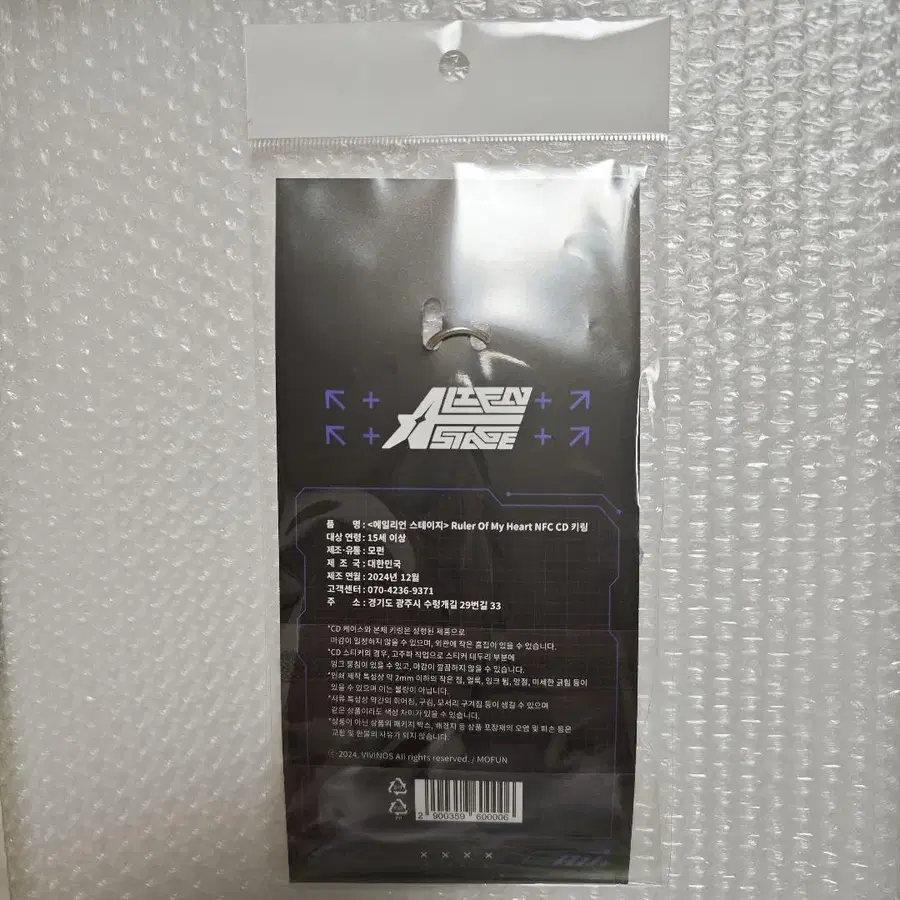 ALIEN
STAGE
품 명 : <에일리언 스테이지> Ruler Of My Heart NFC CD 키링
대상 연령 : 15세 이상
제조·유통 : 모펀
제 조 국 : 대한민국
제조 연월 : 2024년 12월
고객센터 : 070-4236-9371
주 소 : 경기도 광주시 수렁개길 29번길 33
*CD 케이스와 본체 키링은 성형된 제품으로
마감이 일정하지 않을 수 있으며, 외관에 작은 흠집이 있을 수 있습니다.
*CD 스티커의 경우, 고주파 작업으로 스티커 테두리 부분에
잉크 뭉침이 있을 수 있고, 마감이 깔끔하지 않을 수 있습니다.
*인쇄 제작 특성상 약 2mm 이하의 작은 점, 얼룩, 잉크 튐, 망점, 미세한 긁힘 등이
있을 수 있으며 이는 불량이 아닙니다.
*지류 특성상 약간의 휘어짐, 구김, 모서리 구겨짐 등이 생길 수 있으며
같은 상품이라도 색상 차이가 있을 수 있습니다.
*상품이 아닌 상품의 패키지 박스, 배경지 등 상품 포장재의 오염 및 훼손 등은
교환 및 환불의 사유가 되지 않습니다.
ⓒ 2024. VIVINOS All rights reserved. / MOFUN
2 900359 600006